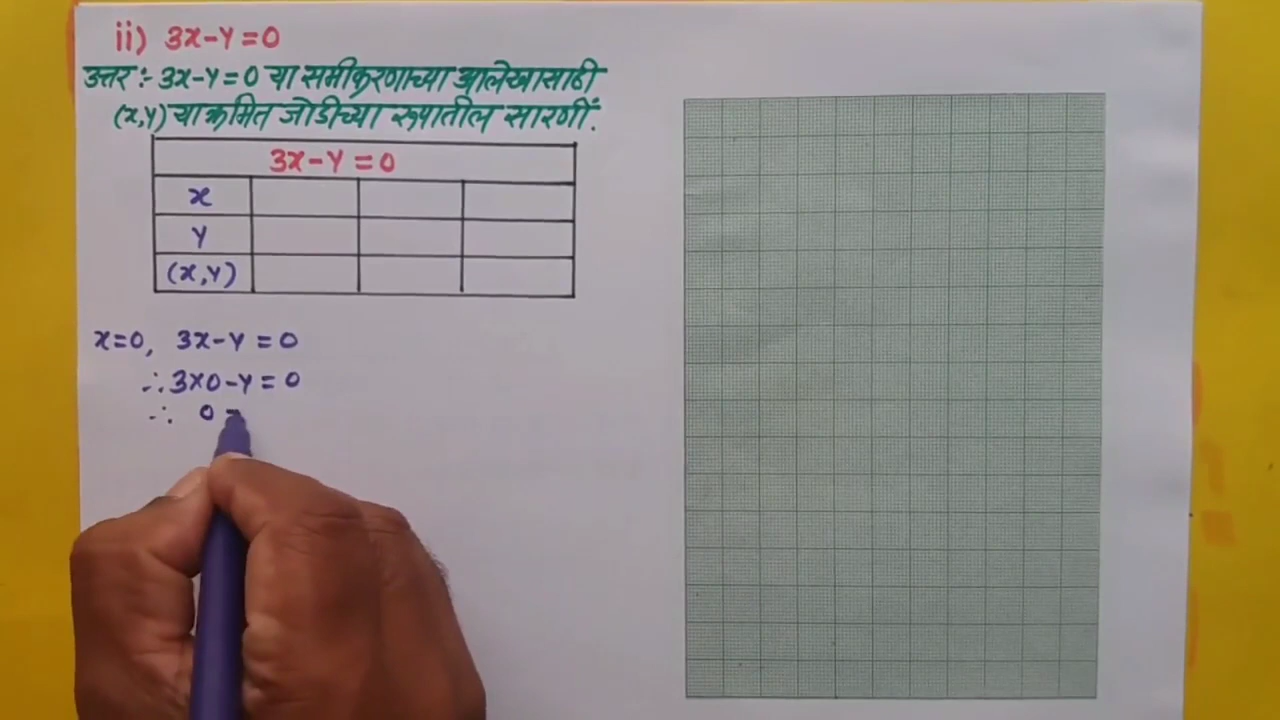 ii) 3x-y=0
उत्तर :- 3x-y=0 या समीकरणाच्या आलेखासाठी
(x,y) या क्रमित जोडीच्या रुपातील सारणीं.
3x-y=0
x
y
(x,y)
x=0, 3x-y=0
∴ 3×0-y=0
∴ 0-